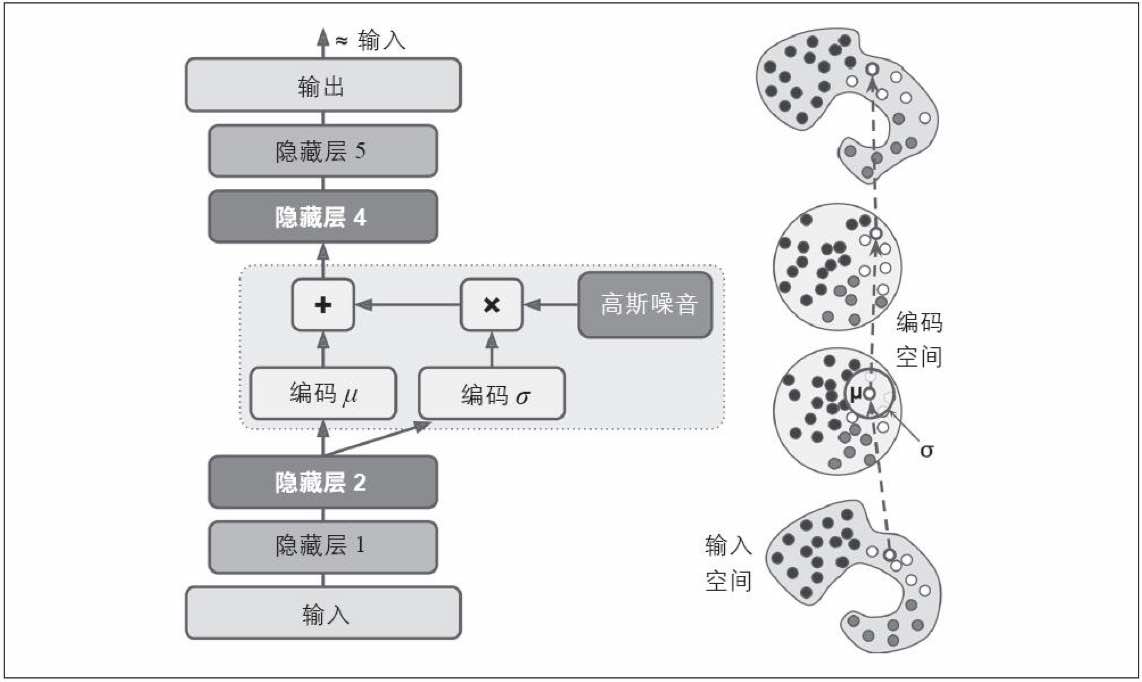 ≈ 输入
输出
隐藏层 5
隐藏层 4
+
×
高斯噪音
编码 μ
编码 σ
隐藏层 2
隐藏层 1
输入
编码
空间
μ
σ
输入
空间